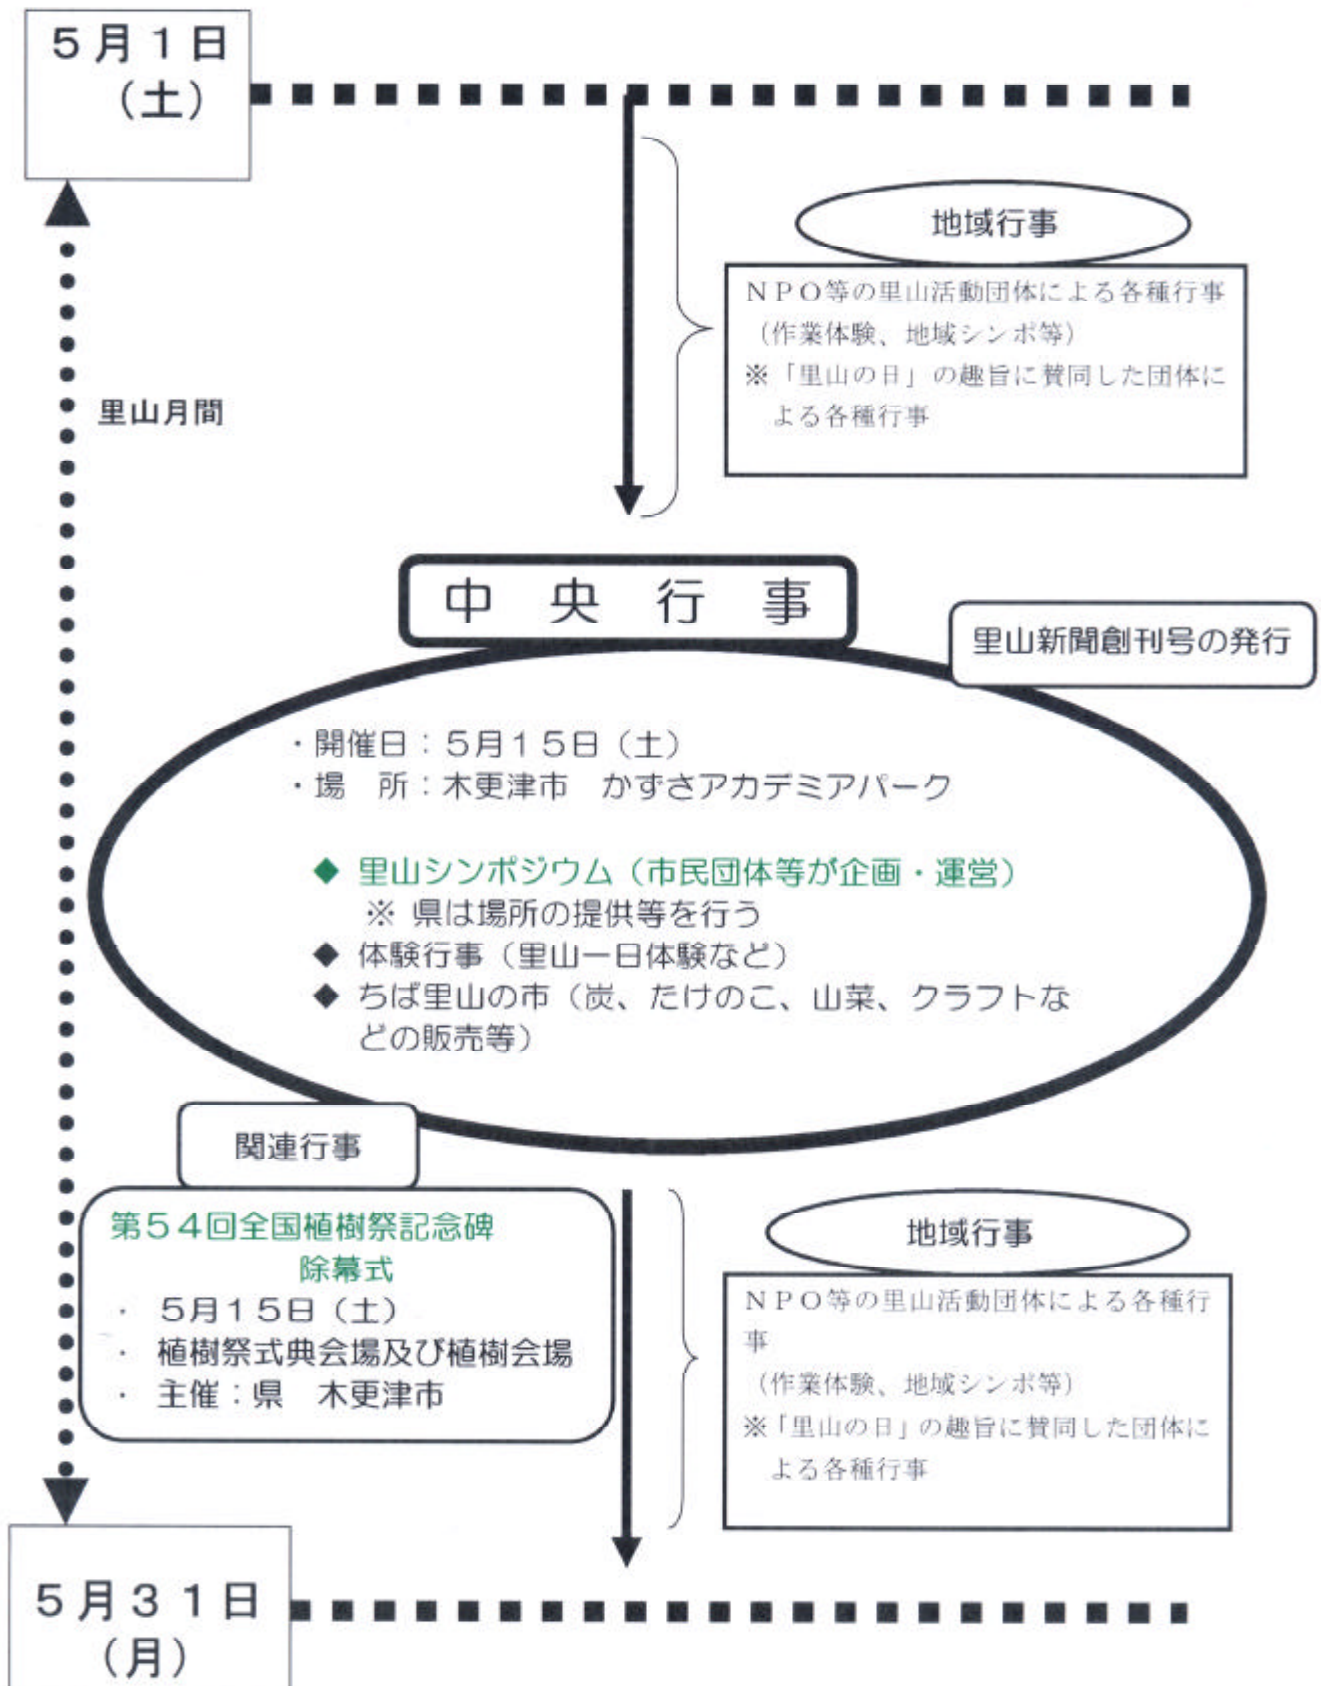 ５月１日
（土）
地域行事
ＮＰＯ等の里山活動団体による各種行事
（作業体験、地域シンポ等）
※「里山の日」の趣旨に賛同した団体に
よる各種行事
里山月間
中　央　行　事
里山新聞創刊号の発行
・開催日：５月１５日（土）
・場　所：木更津市　かずさアカデミアパーク
◆ 里山シンポジウム（市民団体等が企画・運営）
※ 県は場所の提供等を行う
◆ 体験行事（里山一日体験など）
◆ ちば里山の市（炭、たけのこ、山菜、クラフトな
どの販売等）
関連行事
第５４回全国植樹祭記念碑
除幕式
・ ５月１５日（土）
・ 植樹祭式典会場及び植樹会場
・ 主催：県　木更津市
地域行事
ＮＰＯ等の里山活動団体による各種行
事
（作業体験、地域シンポ等）
※「里山の日」の趣旨に賛同した団体に
よる各種行事
５月３１日
（月）